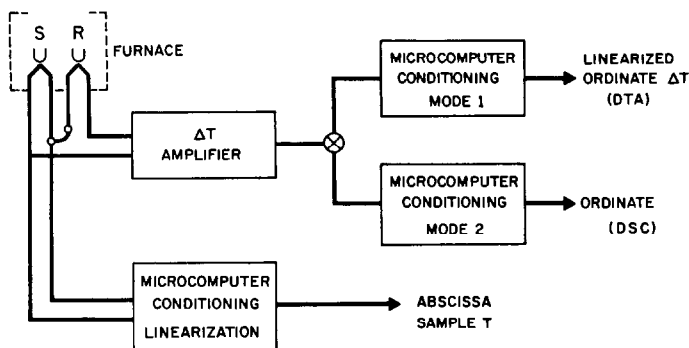 S R
FURNACE
ΔT
AMPLIFIER
MICROCOMPUTER
CONDITIONING
MODE 1
LINEARIZED
ORDINATE ΔT
(DTA)
MICROCOMPUTER
CONDITIONING
MODE 2
ORDINATE
(DSC)
MICROCOMPUTER
CONDITIONING
LINEARIZATION
ABSCISSA
SAMPLE T